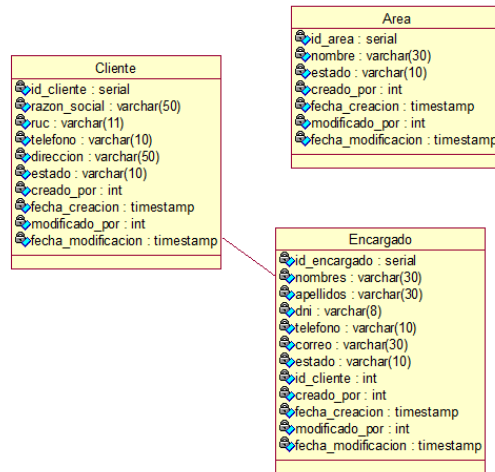 Area
id_area : serial
nombre : varchar(30)
estado : varchar(10)
creado_por : int
fecha_creacion : timestamp
modificado_por : int
fecha_modificacion : timestamp
Cliente
id_cliente : serial
razon_social : varchar(50)
ruc : varchar(11)
telefono : varchar(10)
direccion : varchar(50)
estado : varchar(10)
creado_por : int
fecha_creacion : timestamp
modificado_por : int
fecha_modificacion : timestamp
Encargado
id_encargado : serial
nombres : varchar(30)
apellidos : varchar(30)
dni : varchar(8)
telefono : varchar(10)
correo : varchar(30)
estado : varchar(10)
id_cliente : int
creado_por : int
fecha_creacion : timestamp
modificado_por : int
fecha_modificacion : timestamp